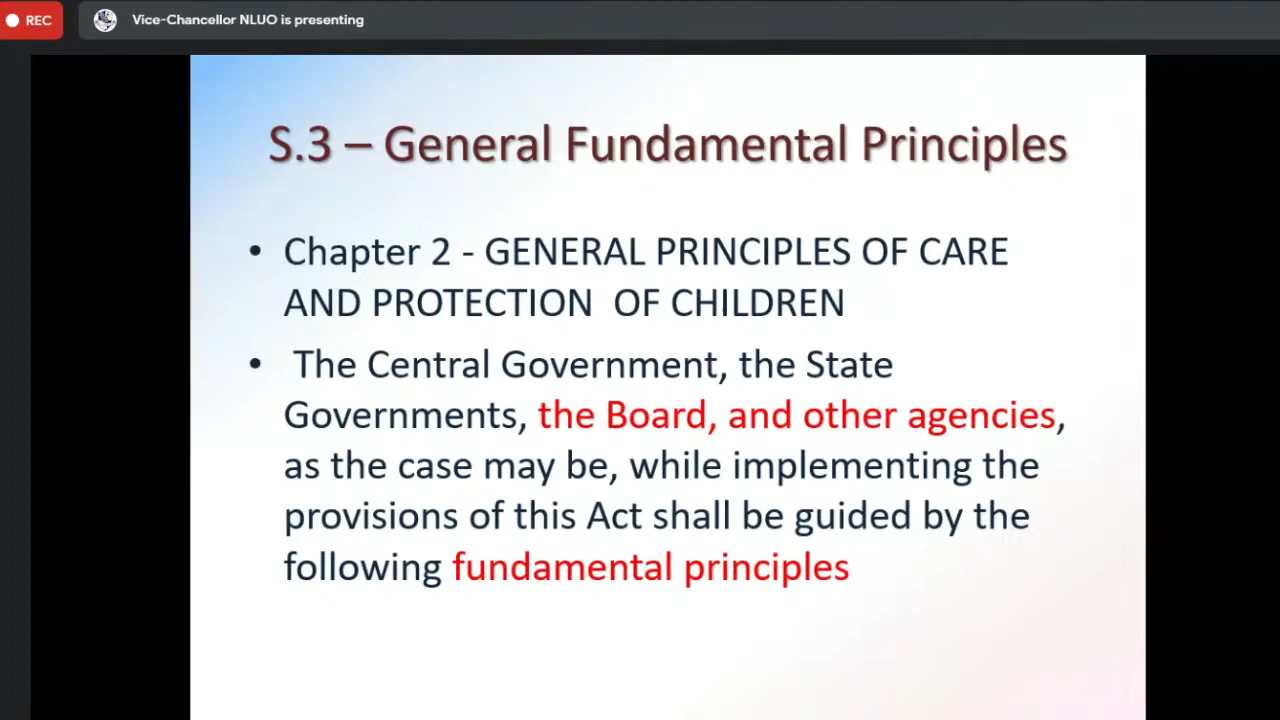 REC
Vice-Chancellor NLUO is presenting
S.3 – General Fundamental Principles
• Chapter 2 - GENERAL PRINCIPLES OF CARE
AND PROTECTION OF CHILDREN
• The Central Government, the State
Governments, the Board, and other agencies,
as the case may be, while implementing the
provisions of this Act shall be guided by the
following fundamental principles